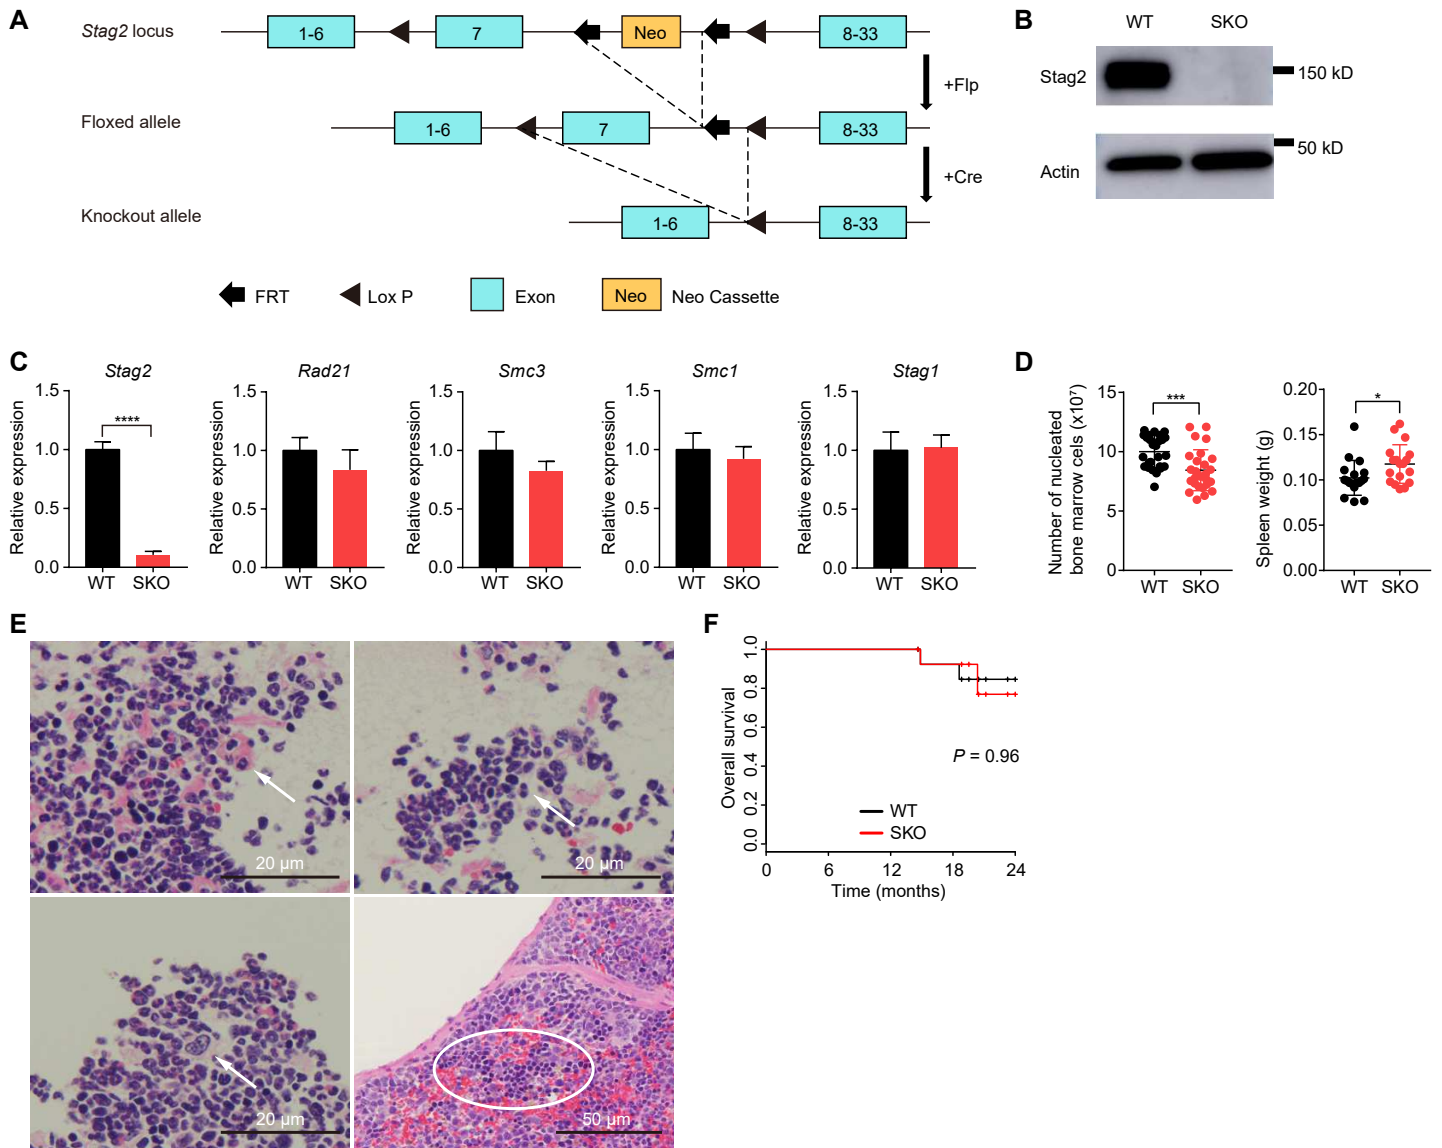 A
Stag2 locus
1-6
7
Neo
8-33
+Flp
Floxed allele
1-6
7
8-33
+Cre
Knockout allele
1-6
8-33
FRT
Lox P
Exon
Neo
Neo Cassette
B
WT
SKO
Stag2
150 kD
50 kD
Actin
C
Stag2
Relative expression
1.5
1.0
0.5
0.0
****
WT
SKO
Rad21
Relative expression
1.5
1.0
0.5
0.0
WT
SKO
Smc3
Relative expression
1.5
1.0
0.5
0.0
WT
SKO
Smc1
Relative expression
1.5
1.0
0.5
0.0
WT
SKO
Stag1
Relative expression
1.5
1.0
0.5
0.0
WT
SKO
D
Number of nucleated
bone marrow cells (x10⁷)
15
10
5
0
***
WT
SKO
Spleen weight (g)
0.20
0.15
0.10
0.05
0.00
*
WT
SKO
E
20 µm
20 µm
20 µm
50 µm
F
Overall survival
1.0
0.8
0.6
0.4
0.2
0.0
P = 0.96
WT
SKO
0
6
12
18
24
Time (months)